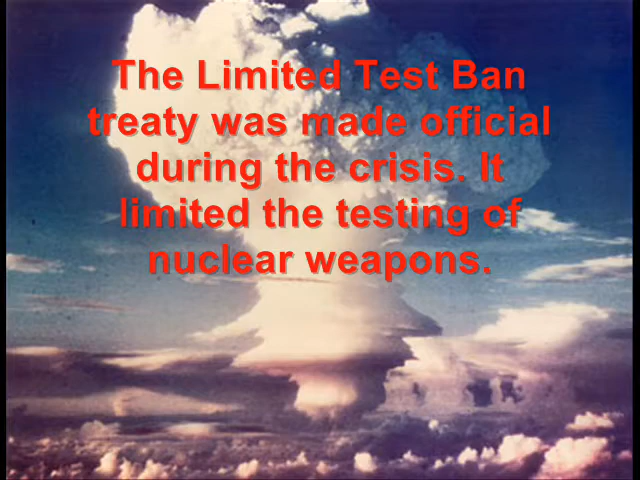 The Limited Test Ban
treaty was made official
during the crisis. It
limited the testing of
nuclear weapons.